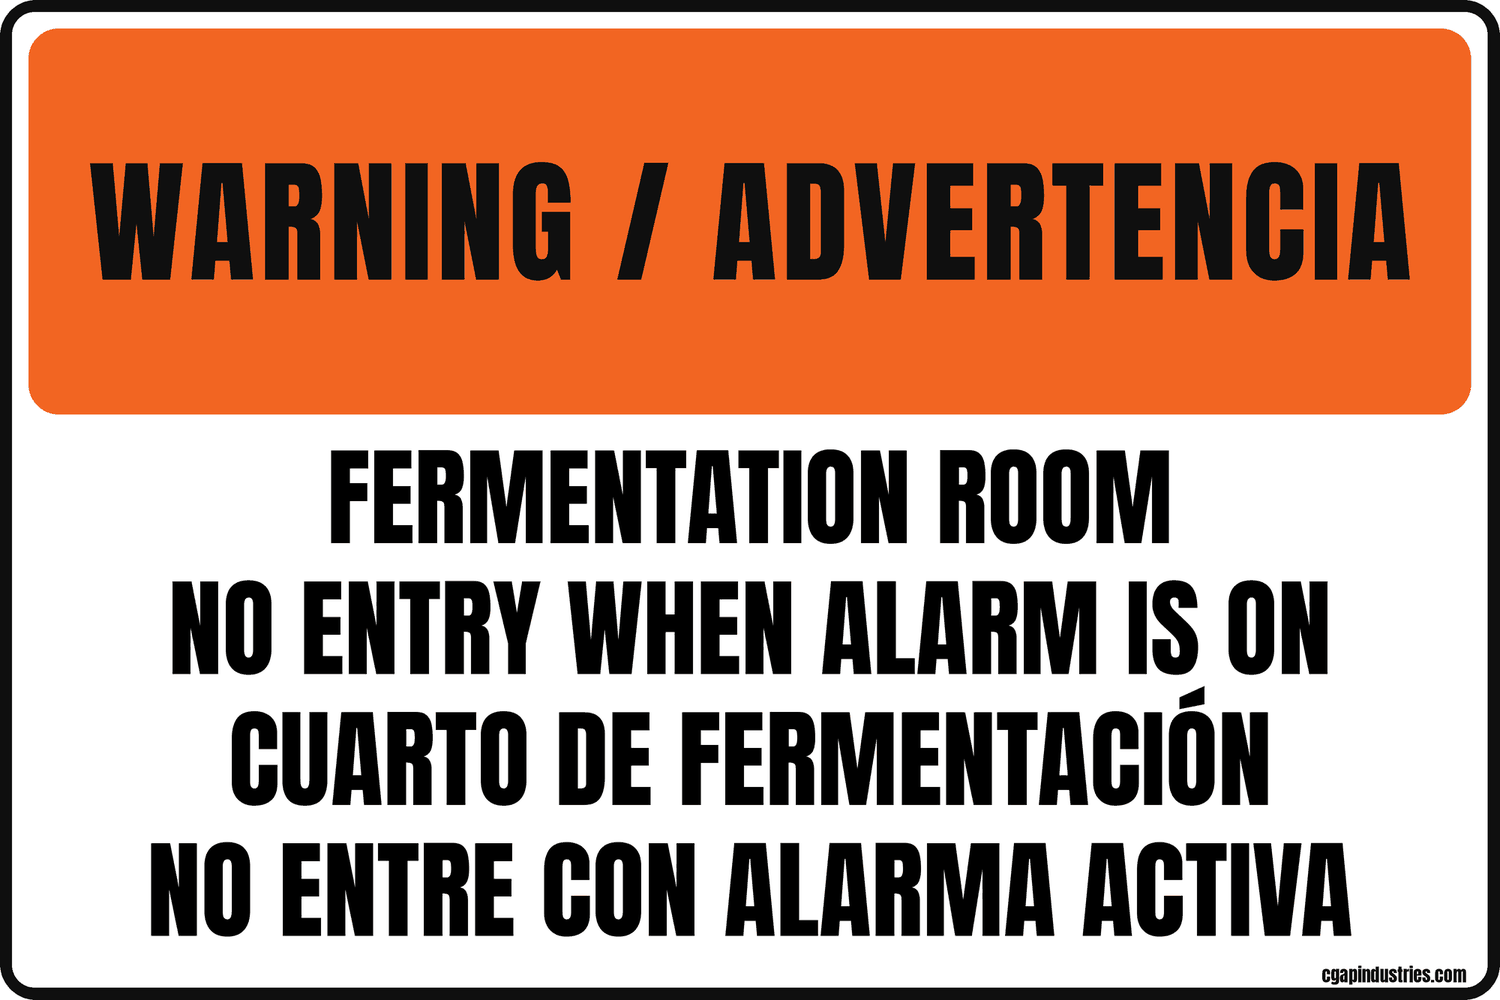 WARNING / ADVERTENCIA
FERMENTATION ROOM
NO ENTRY WHEN ALARM IS ON
CUARTO DE FERMENTACIÓN
NO ENTRE CON ALARMA ACTIVA
cgapindustries.com